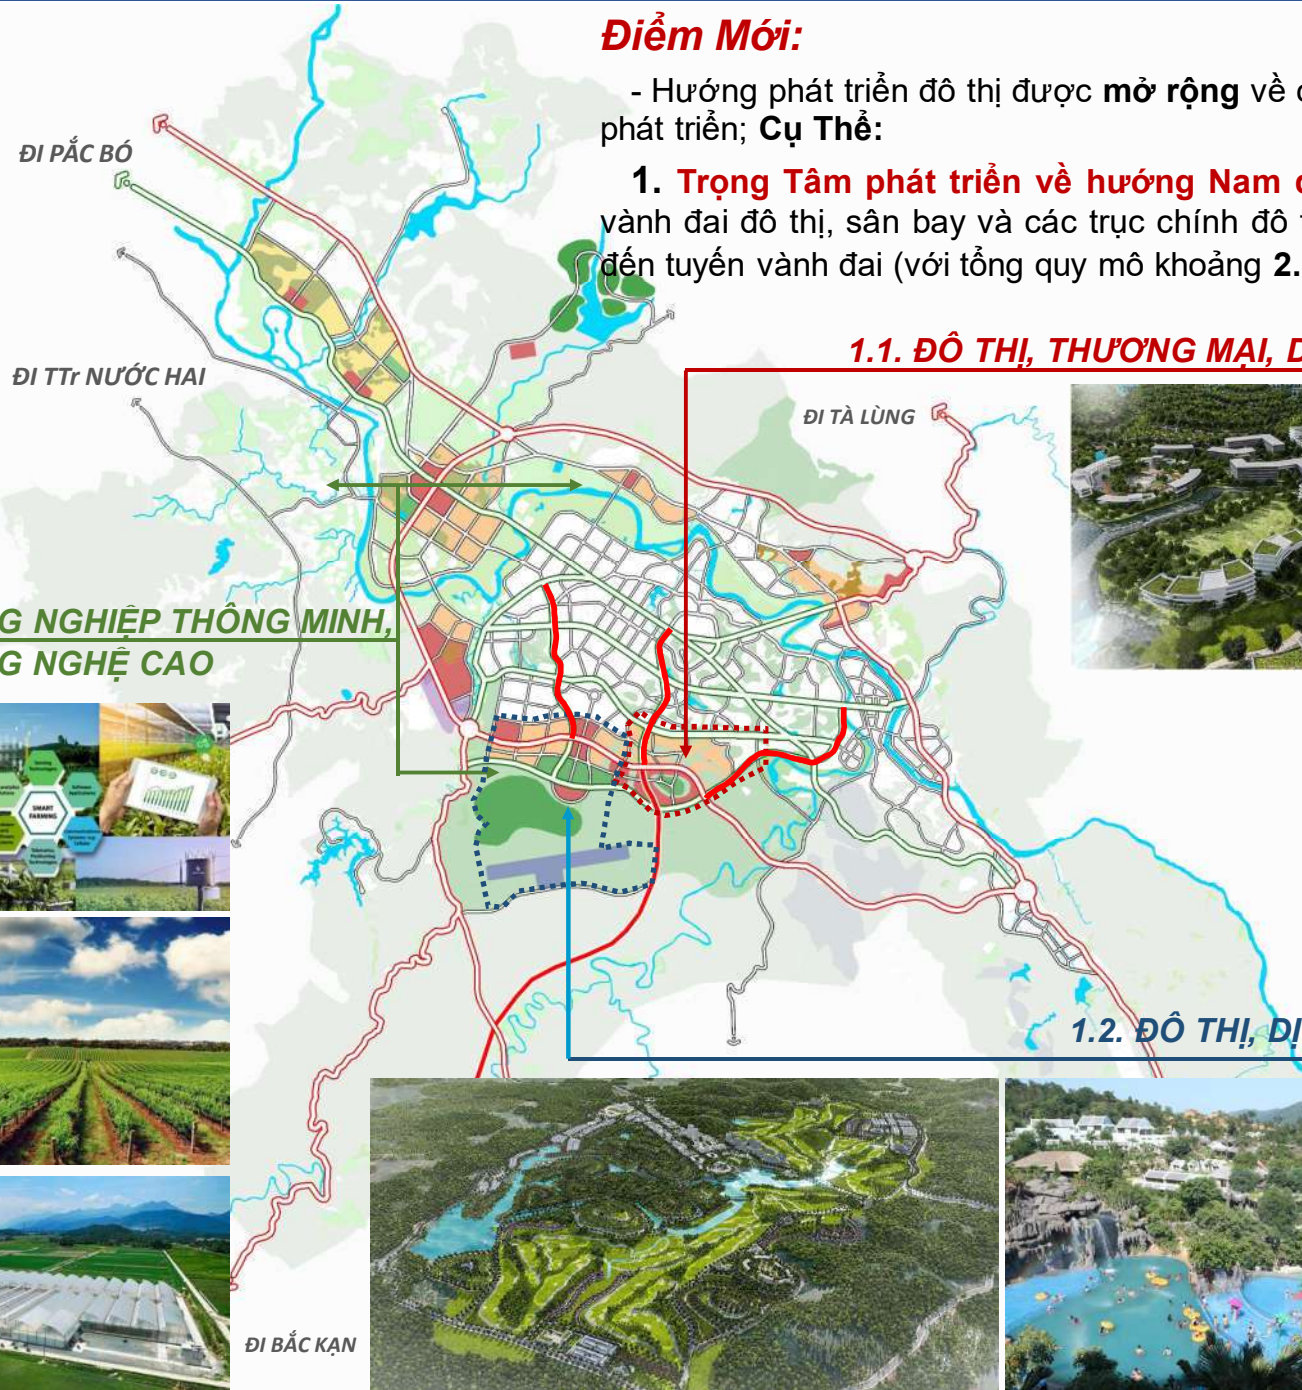 Điểm Mới:
- Hướng phát triển đô thị được mở rộng về
phát triển; Cụ Thể:
1. Trọng Tâm phát triển về hướng Nam
vành đai đô thị, sân bay và các trục chính đô
đến tuyến vành đai (với tổng quy mô khoảng 2.
ĐI PẮC BÓ
1.1. ĐÔ THỊ, THƯƠNG MẠI,
ĐI TTr NƯỚC HAI
ĐI TÀ LÙNG
G NGHIỆP THÔNG MINH,
G NGHỆ CAO
SMART
FARMING
1.2. ĐÔ THỊ, DỊ
ĐI BẮC KẠN